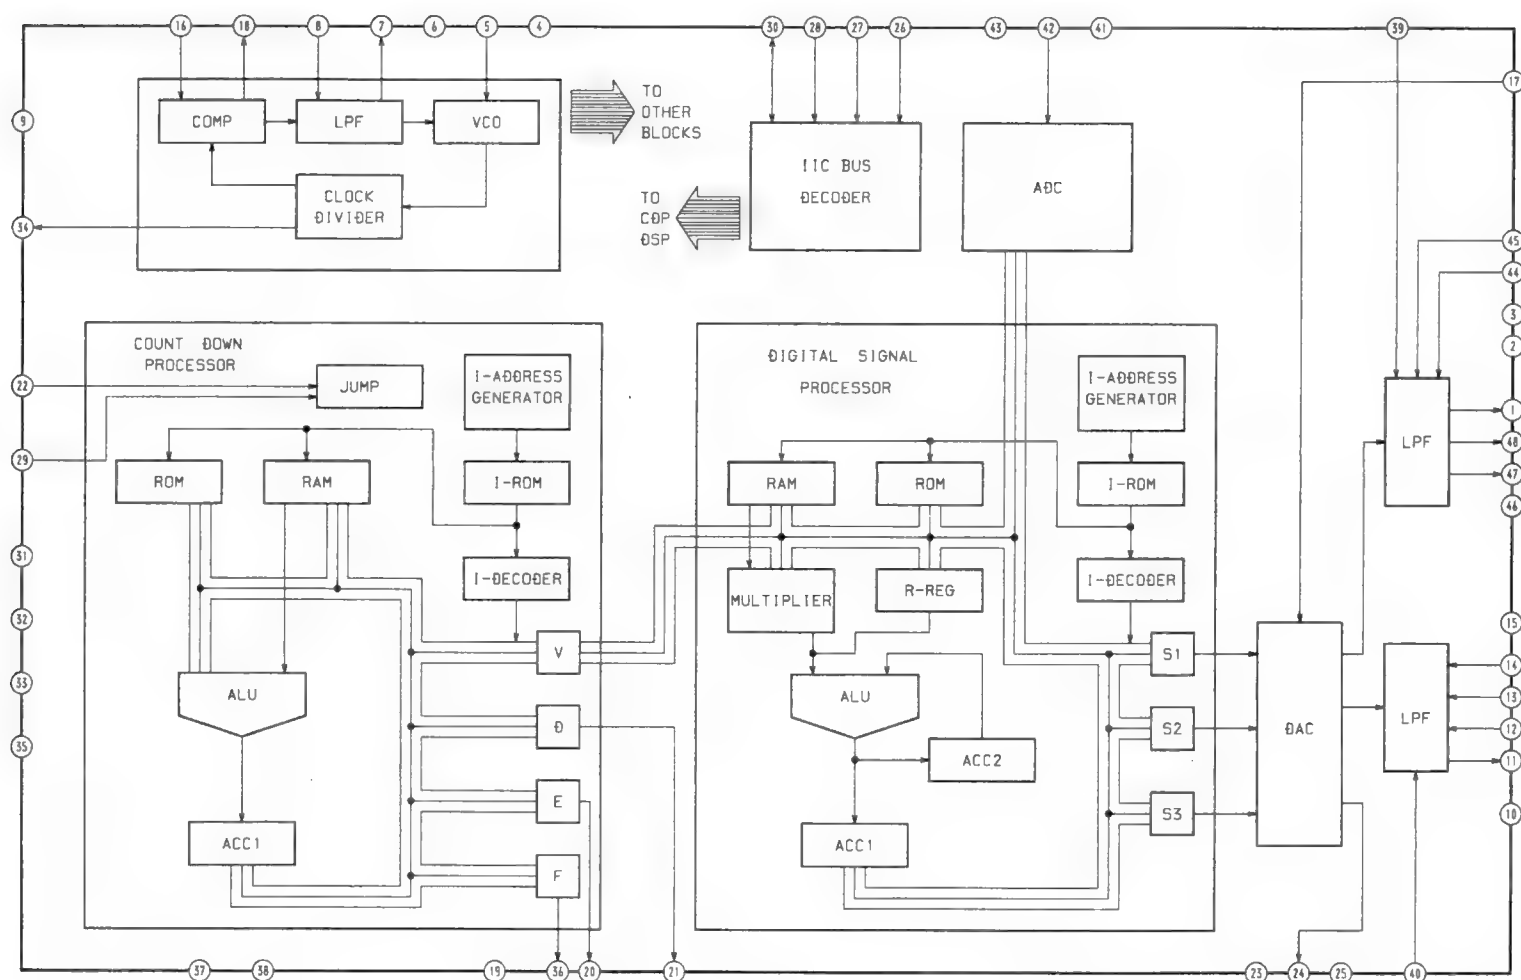 16 18 8 7 6 5 4 30 28 27 26 43 42 41 39
17
9
COMP LPF VCO
TO
OTHER
BLOCKS
CLOCK
DIVIDER
34
IIC BUS
DECODER
TO
CDP
DSP
ADC
45
44
3
2
COUNT DOWN
PROCESSOR
JUMP
I-ADDRESS
GENERATOR
22
29
ROM RAM I-ROM
I-DECODER
31
32
33
35
ALU
ACC1
V
D
E
F
DIGITAL SIGNAL
PROCESSOR
I-ADDRESS
GENERATOR
RAM ROM I-ROM
MULTIPLIER R-REG I-DECODER
ALU
ACC2
ACC1
S1
S2
S3
DAC
LPF
1
48
47
46
15
LPF
14
13
12
11
10
37 38 19 36 20 21 23 24 25 40